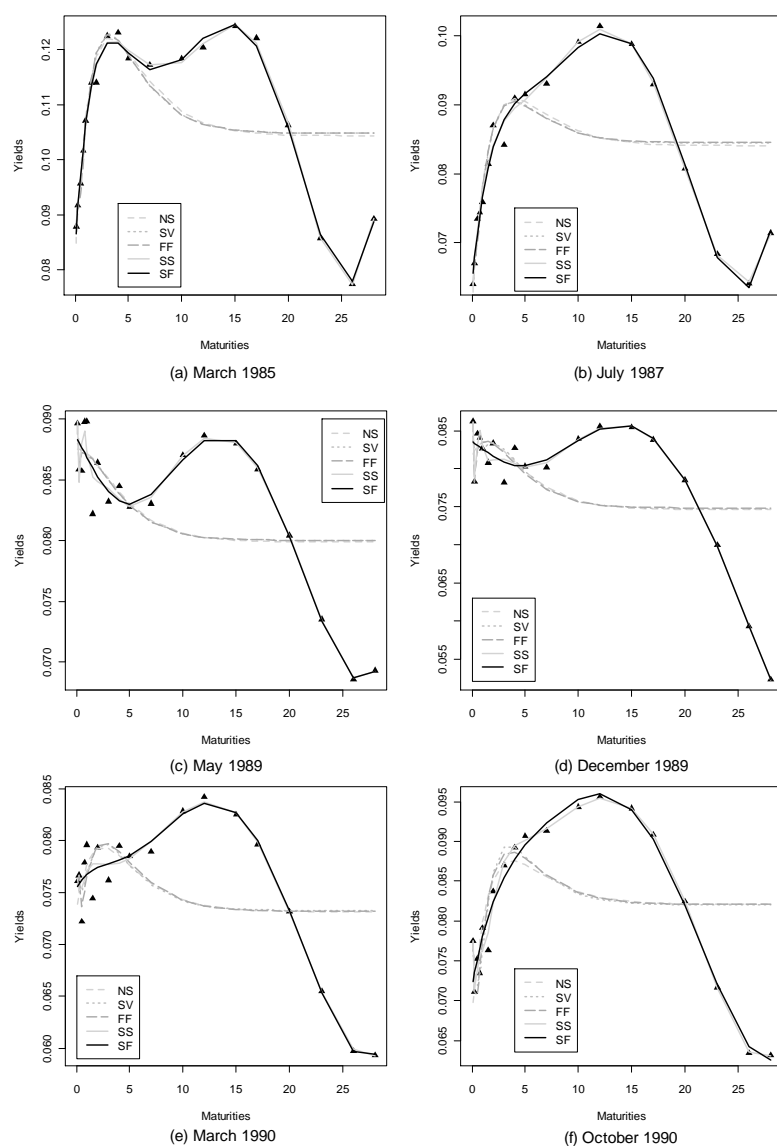 0.12
0.11
0.10
0.09
0.08
Yields
NS
SV
FF
SS
SF
0 5 10 15 20 25
Maturities
(a) March 1985
0.10
0.09
0.08
0.07
Yields
NS
SV
FF
SS
SF
0 5 10 15 20 25
Maturities
(b) July 1987
0.090
0.085
0.080
0.075
0.070
Yields
NS
SV
FF
SS
SF
0 5 10 15 20 25
Maturities
(c) May 1989
0.085
0.075
0.065
0.055
Yields
NS
SV
FF
SS
SF
0 5 10 15 20 25
Maturities
(d) December 1989
0.085
0.080
0.075
0.070
0.065
0.060
Yields
NS
SV
FF
SS
SF
0 5 10 15 20 25
Maturities
(e) March 1990
0.095
0.090
0.085
0.080
0.075
0.070
0.065
Yields
NS
SV
FF
SS
SF
0 5 10 15 20 25
Maturities
(f) October 1990